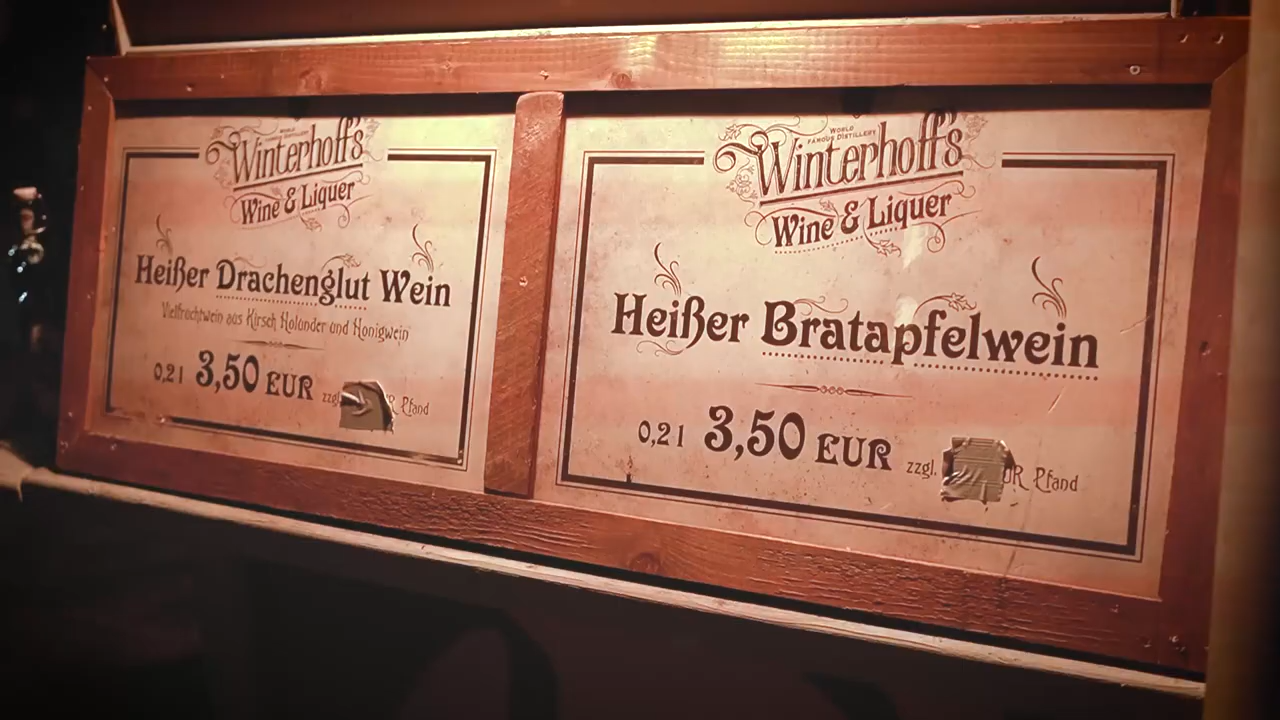 WORLD
FAMOUS DISTILLERY
Winterhoff's
Wine & Liquer
Heißer Drachenglut Wein
Vielfruchtwein aus Kirsch Holunder und Honigwein
0,2 l 3,50 EUR zzgl. R Pfand
WORLD
FAMOUS DISTILLERY
Winterhoff's
Wine & Liquer
Heißer Bratapfelwein
0,2 l 3,50 EUR zzgl. UR Pfand